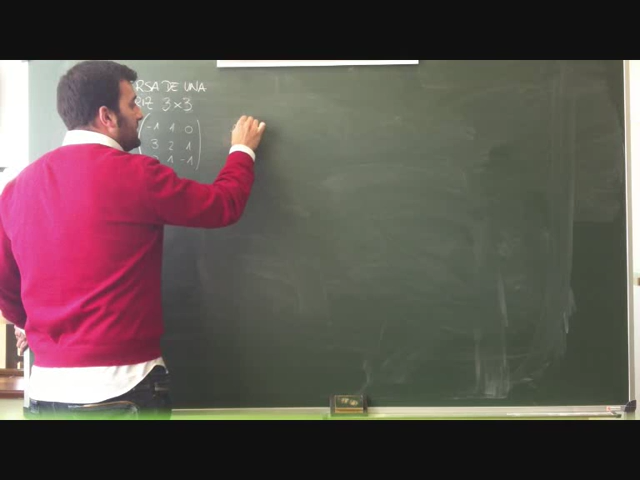 RSA DE UNA
RIZ 3×3
-1 1 0
3 2 1
1 -1